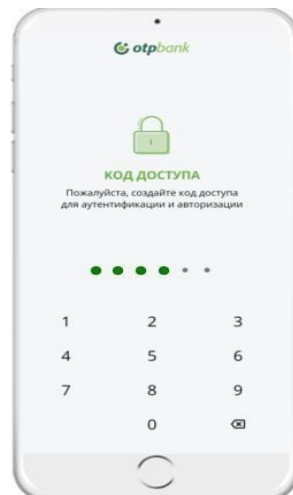 otpbank
КОД ДОСТУПА
Пожалуйста, создайте код доступа
для аутентификации и авторизации
1 2 3
4 5 6
7 8 9
0